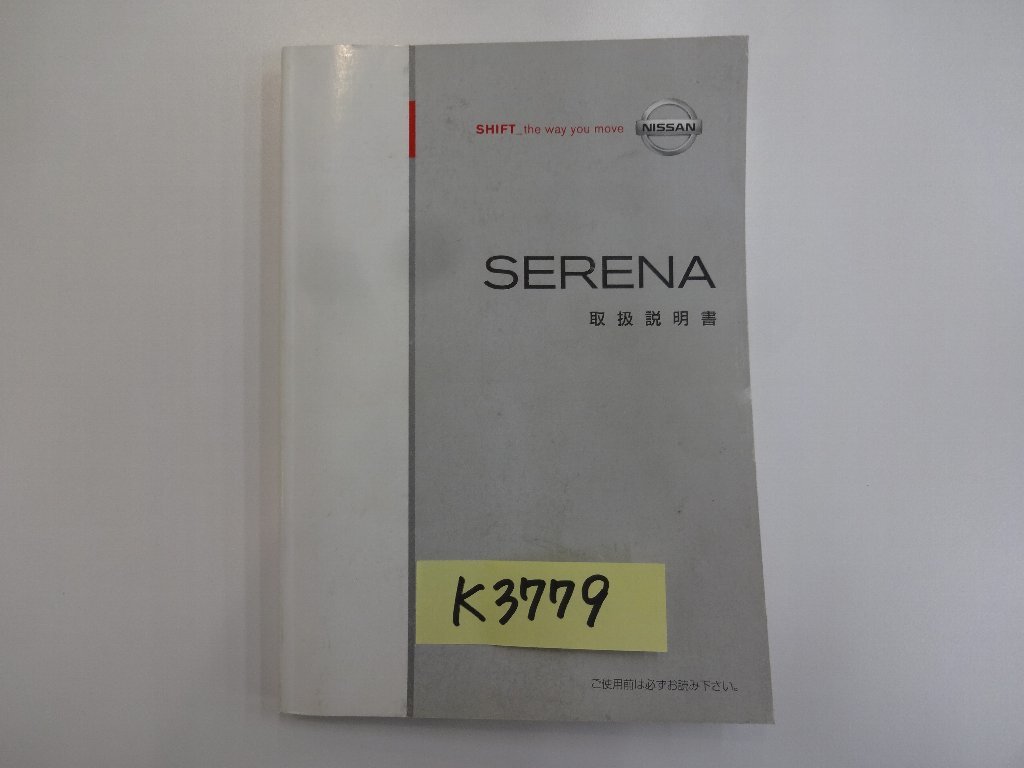 SHIFT_the way you move
NISSAN
SERENA
取扱説明書
K3779
ご使用前は必ずお読み下さい。